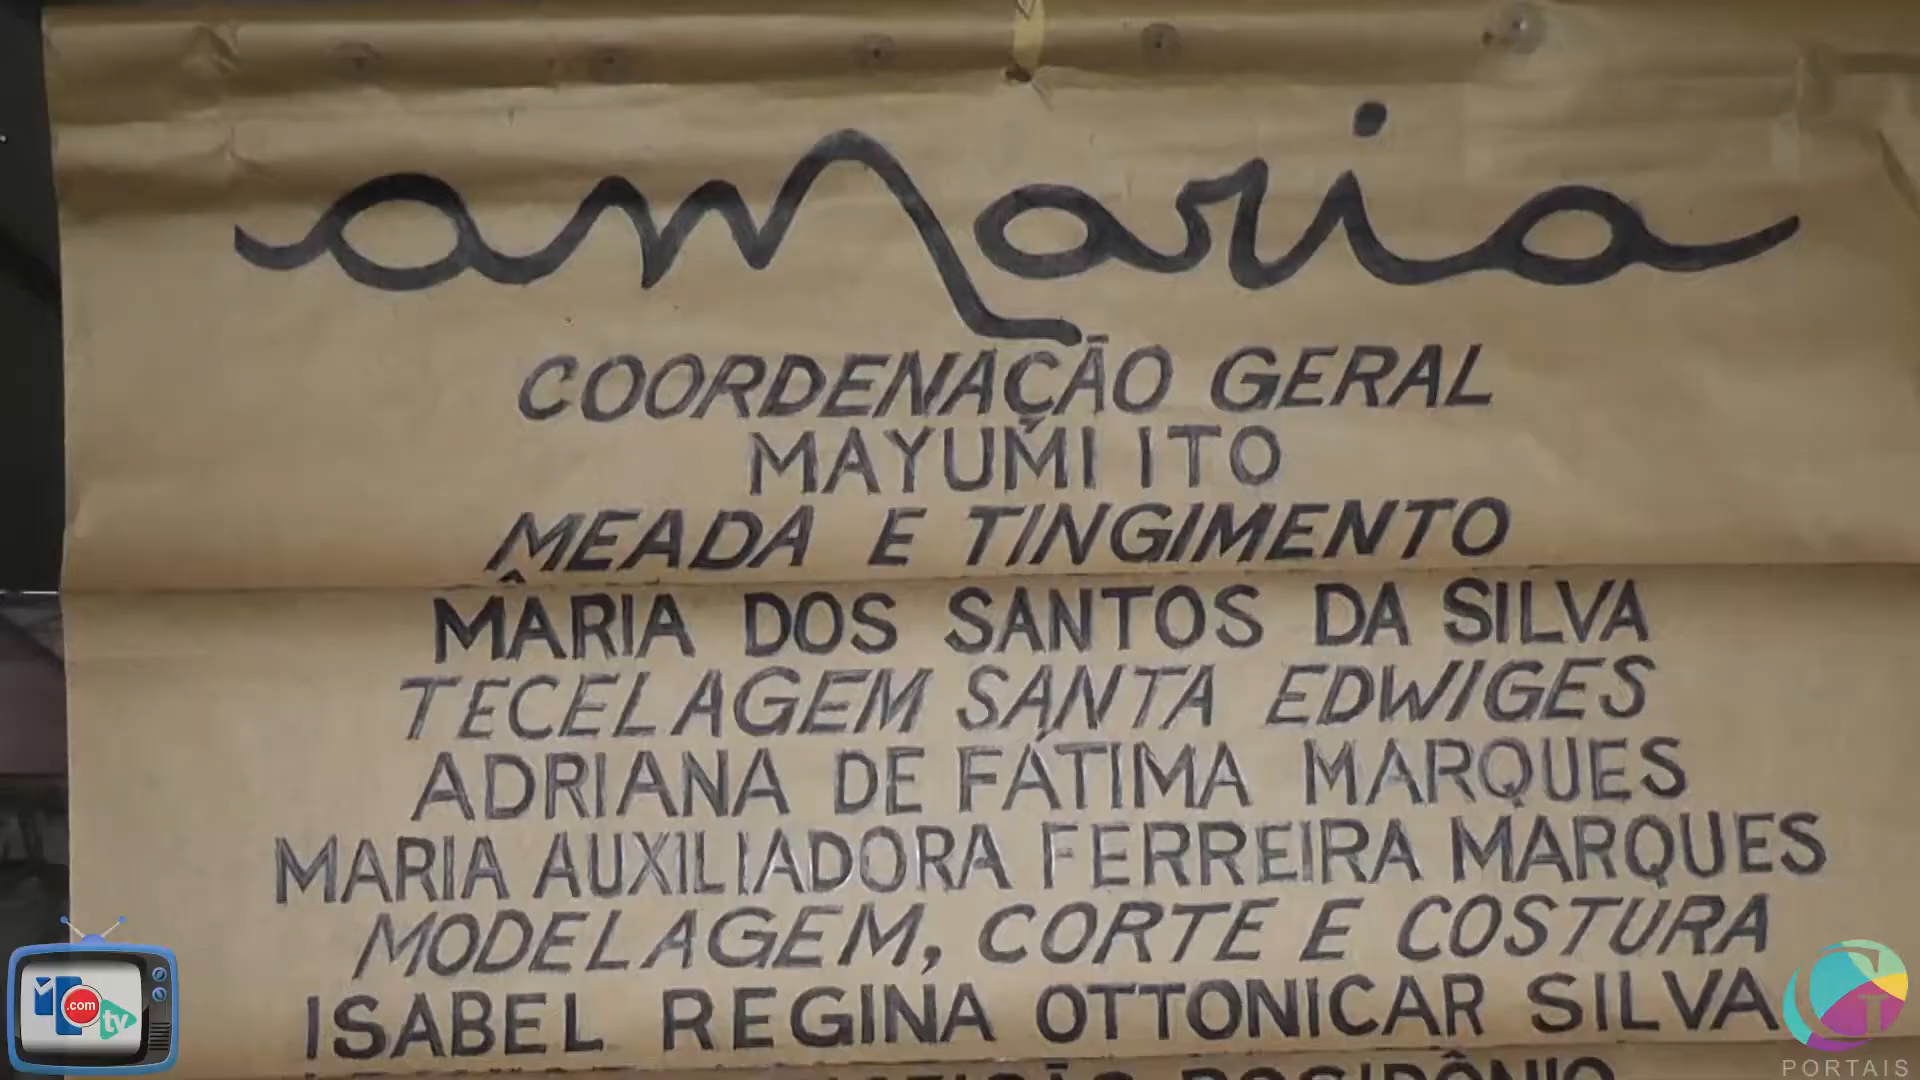 amaria
COORDENAÇÃO GERAL
MAYUMI ITO
MEADA E TINGIMENTO
MARIA DOS SANTOS DA SILVA
TECELAGEM SANTA EDWIGES
ADRIANA DE FÁTIMA MARQUES
MARIA AUXILIADORA FERREIRA MARQUES
MODELAGEM, CORTE E COSTURA
ISABEL REGINA OTTONICAR SILVA
.com
tv
PORTAIS